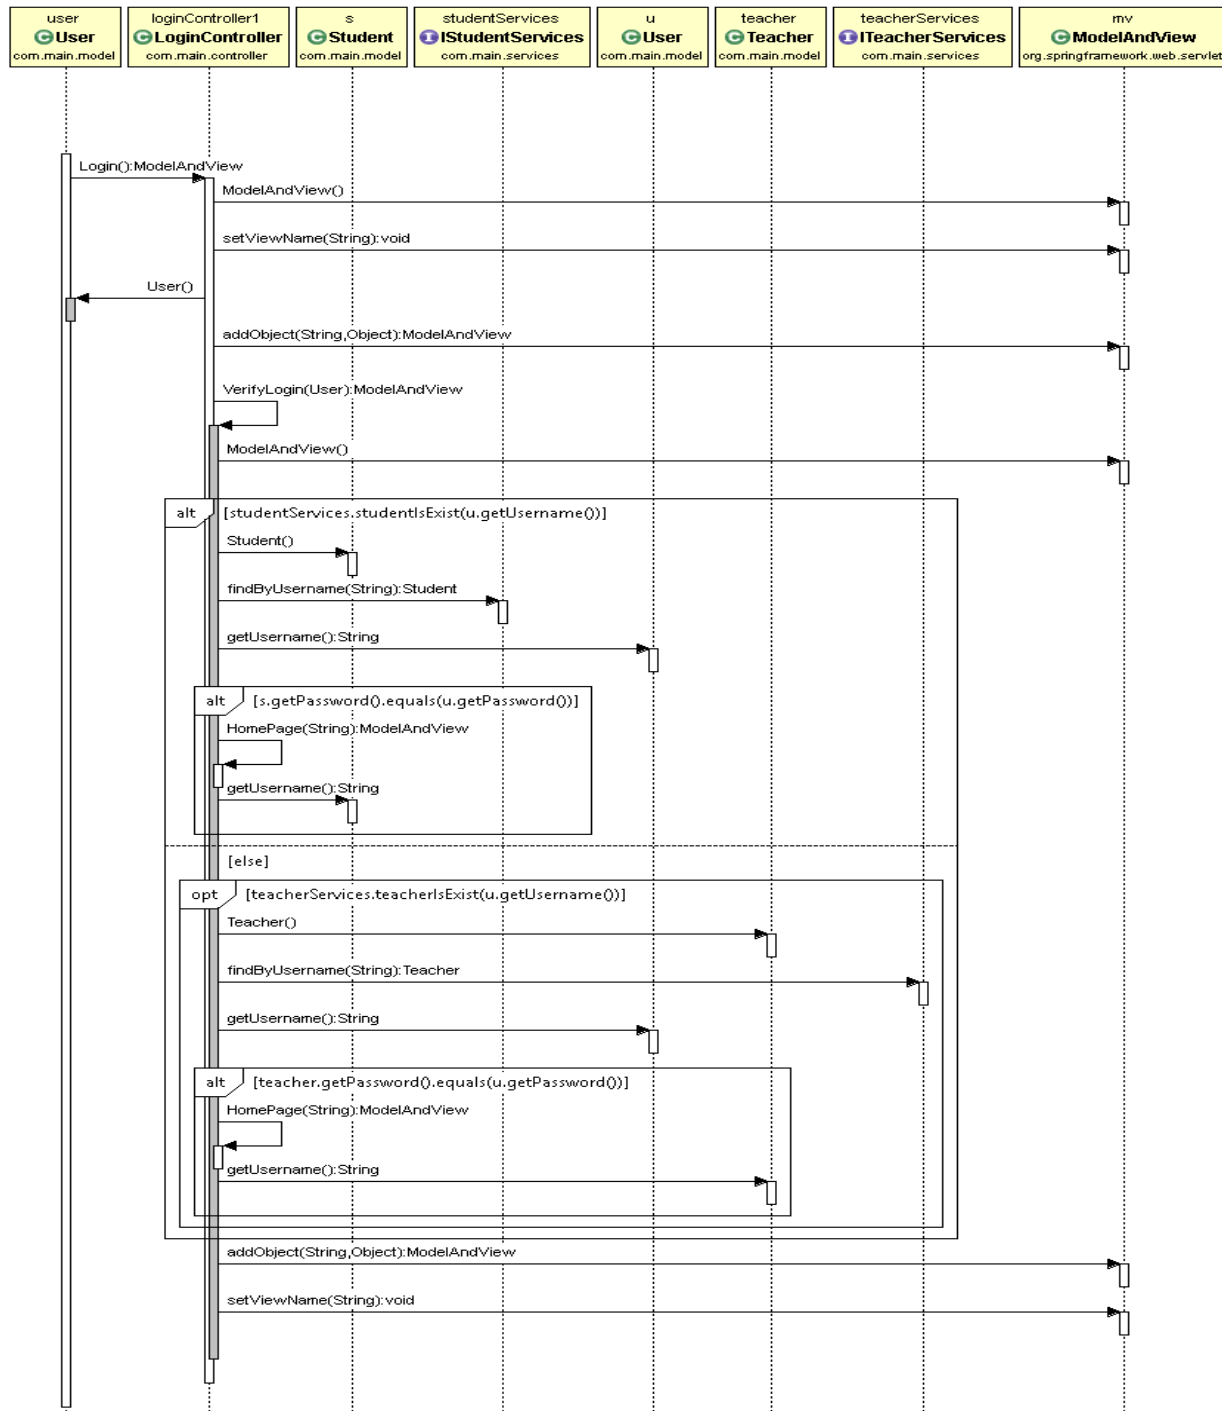 user loginController1 s studentServices u teacher teacherServices mv
C User C LoginController C Student I IStudentServices C User C Teacher I ITeacherServices C ModelAndView
com.main.model com.main.controller com.main.model com.main.services com.main.model com.main.model com.main.services org.springframework.web.servlet
Login():ModelAndView
ModelAndView()
setViewName(String):void
User()
addObject(String,Object):ModelAndView
VerifyLogin(User):ModelAndView
ModelAndView()
alt [studentServices.studentIsExist(u.getUsername())]
Student()
findByUsername(String):Student
getUsername():String
alt [s.getPassword().equals(u.getPassword())]
HomePage(String):ModelAndView
getUsername():String
[else]
opt [teacherServices.teacherIsExist(u.getUsername())]
Teacher()
findByUsername(String):Teacher
getUsername():String
alt [teacher.getPassword().equals(u.getPassword())]
HomePage(String):ModelAndView
getUsername():String
addObject(String,Object):ModelAndView
setViewName(String):void